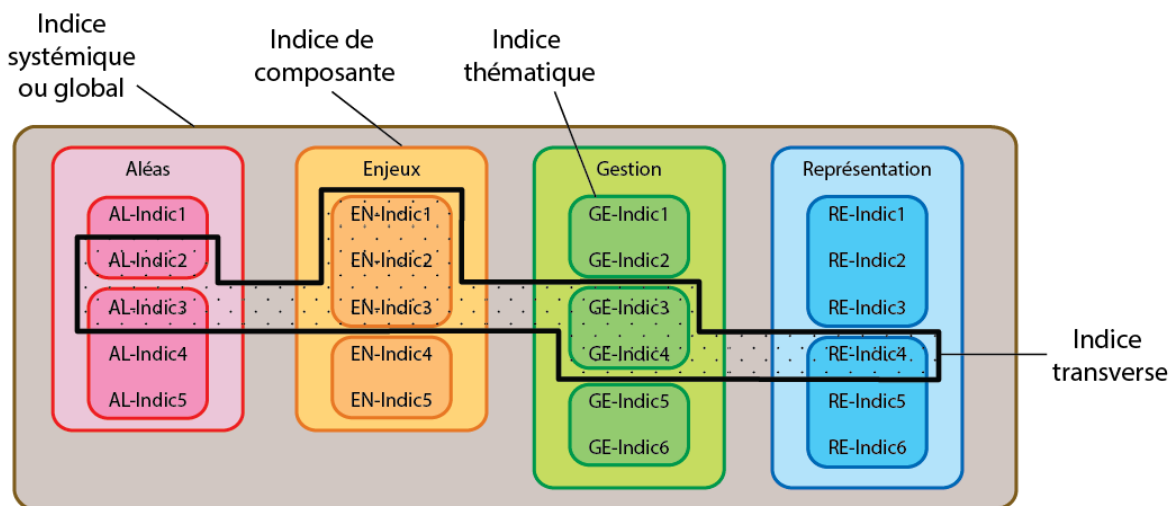 Indice
systémique
ou global
Indice de
composante
Indice
thématique
Aléas
AL-Indic1
AL-Indic2
AL-Indic3
AL-Indic4
AL-Indic5
Enjeux
EN-Indic1
EN-Indic2
EN-Indic3
EN-Indic4
EN-Indic5
Gestion
GE-Indic1
GE-Indic2
GE-Indic3
GE-Indic4
GE-Indic5
GE-Indic6
Représentation
RE-Indic1
RE-Indic2
RE-Indic3
RE-Indic4
RE-Indic5
RE-Indic6
Indice
transverse